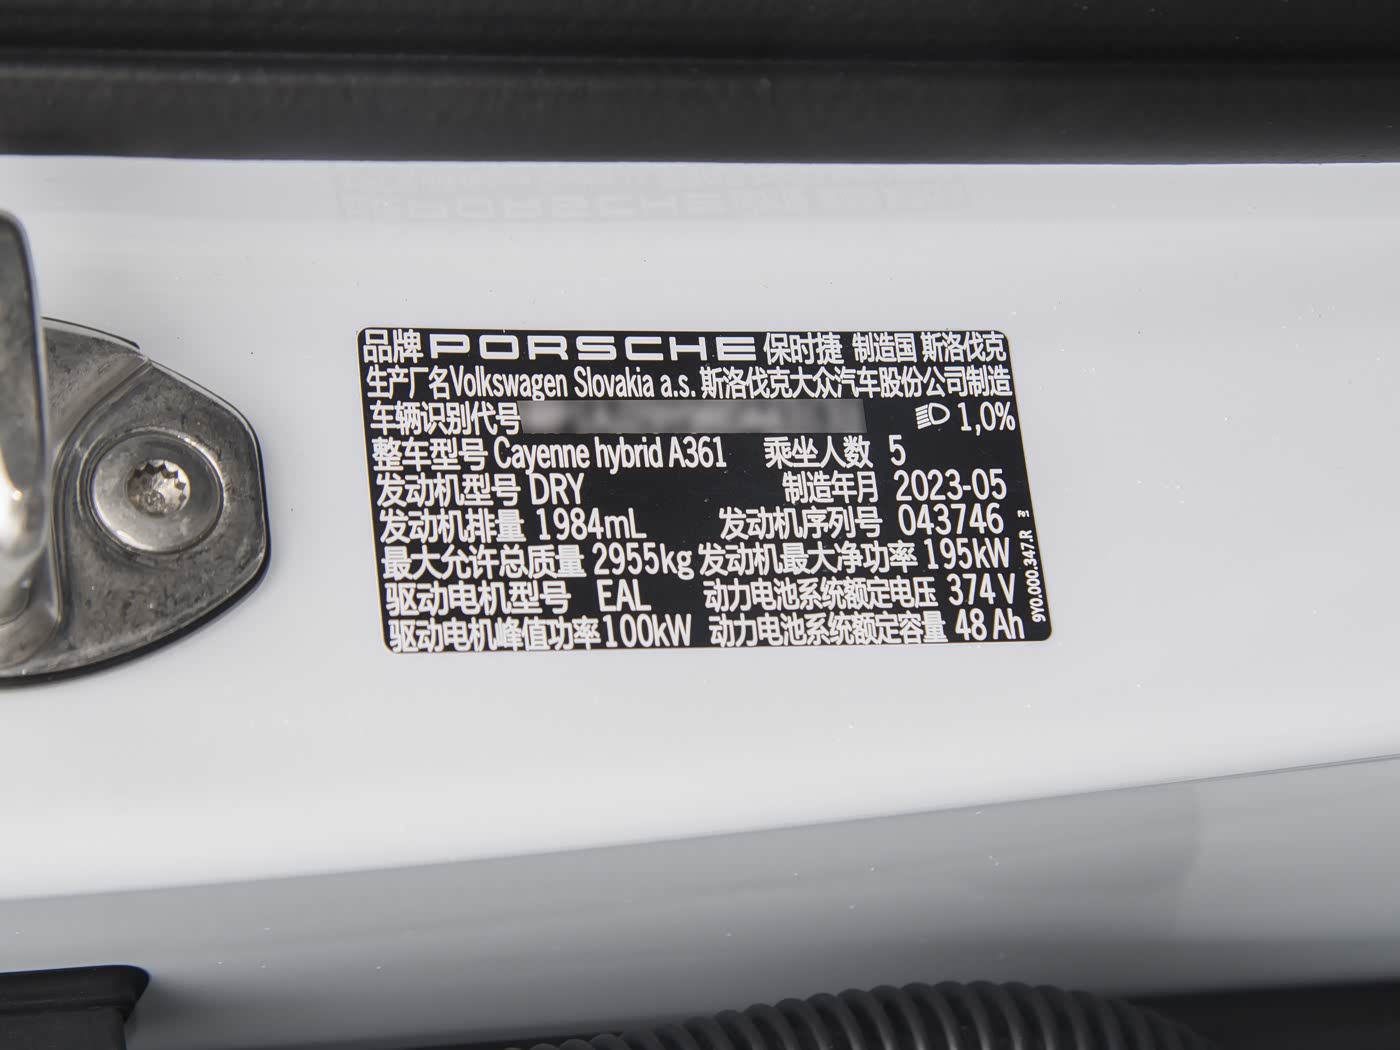 品牌 PORSCHE 保时捷 制造国 斯洛伐克
生产厂名Volkswagen Slovakia a.s. 斯洛伐克大众汽车股份公司制造
车辆识别代号 1,0%
整车型号 Cayenne hybrid A361 乘坐人数 5
发动机型号 DRY 制造年月 2023-05
发动机排量 1984mL 发动机序列号 043746
最大允许总质量 2955kg 发动机最大净功率 195kW
驱动电机型号 EAL 动力电池系统额定电压 374V
驱动电机峰值功率100kW 动力电池系统额定容量 48Ah
9Y0.000.347.R